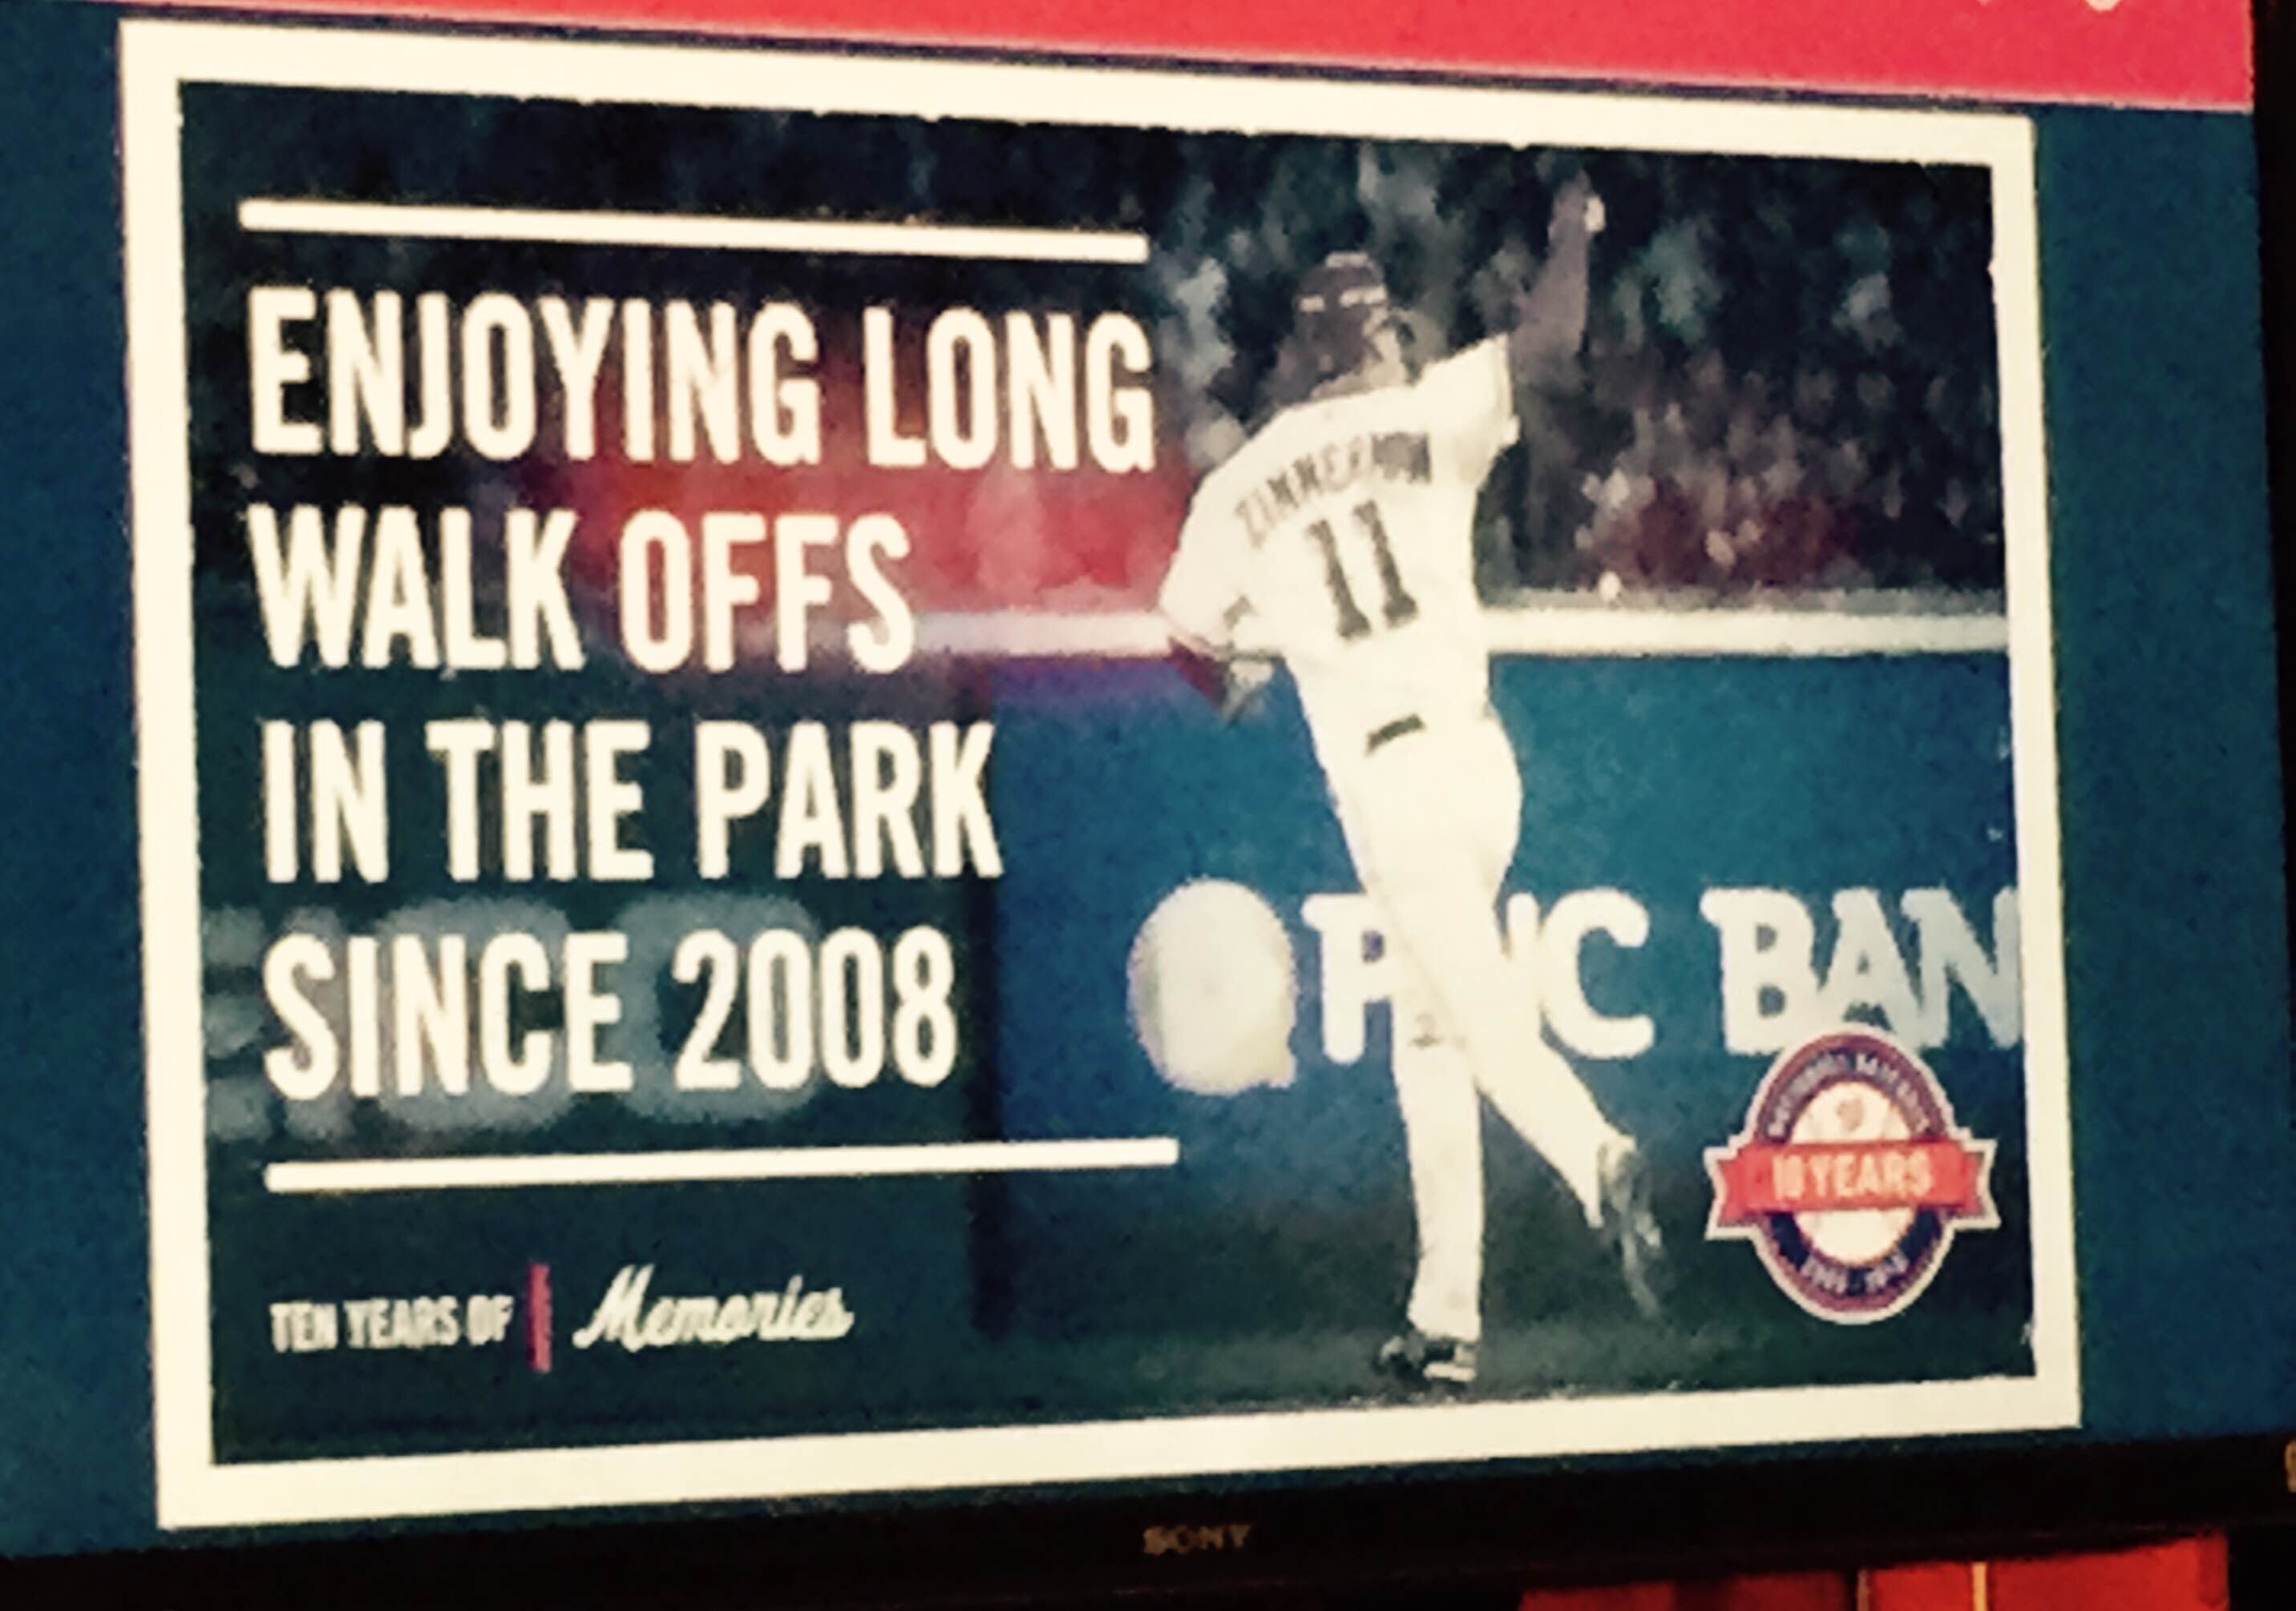 ENJOYING LONG
WALK OFFS
IN THE PARK
SINCE 2008
TEN YEARS OF Memories
ZIMMERMAN
11
PNC BAN
10 YEARS
SONY